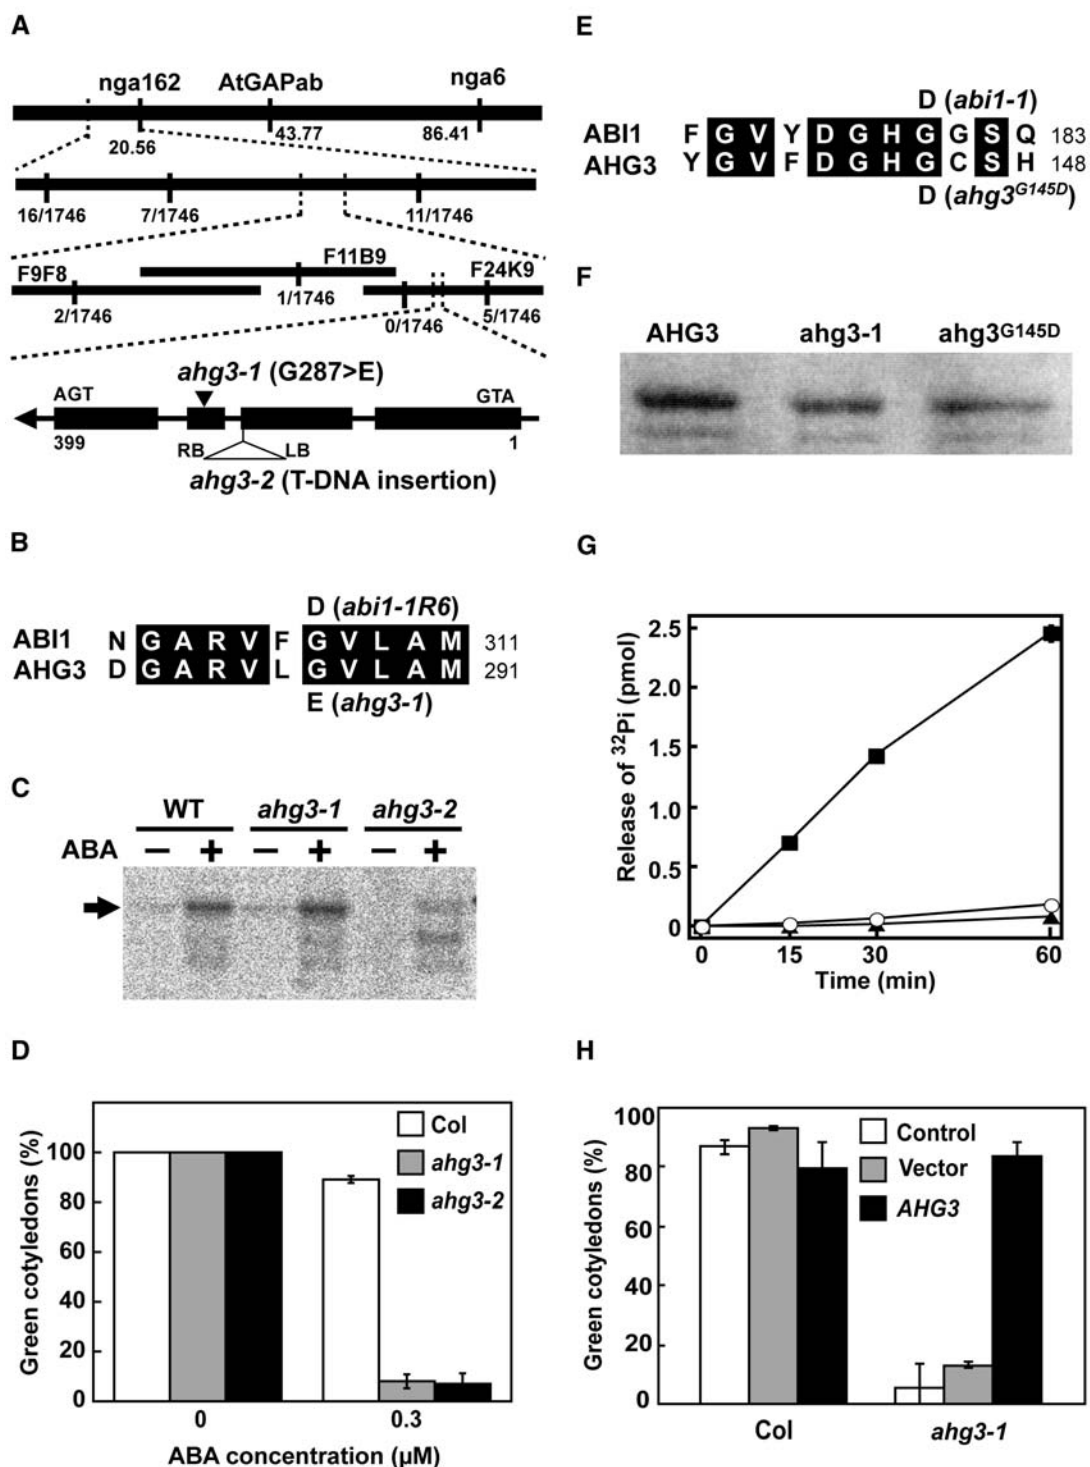 A
nga162 AtGAPab nga6
20.56 43.77 86.41
16/1746 7/1746 11/1746
F9F8 F11B9 F24K9
2/1746 1/1746 0/1746 5/1746
ahg3-1 (G287>E)
AGT GTA
399 1
RB LB
ahg3-2 (T-DNA insertion)
B
D (abi1-1R6)
ABI1 N G A R V F G V L A M 311
AHG3 D G A R V L G V L A M 291
E (ahg3-1)
C
WT ahg3-1 ahg3-2
ABA − + − + − +
D
Green cotyledons (%)
100
80
60
40
20
0
Col
ahg3-1
ahg3-2
0 0.3
ABA concentration (µM)
E
D (abi1-1)
ABI1 F G V Y D G H G G S Q 183
AHG3 Y G V F D G H G C S H 148
D (ahg3G145D)
F
AHG3 ahg3-1 ahg3G145D
G
Release of 32Pi (pmol)
2.5
2.0
1.5
1.0
0.5
0
0 15 30 60
Time (min)
H
Green cotyledons (%)
100
80
60
40
20
0
Control
Vector
AHG3
Col ahg3-1